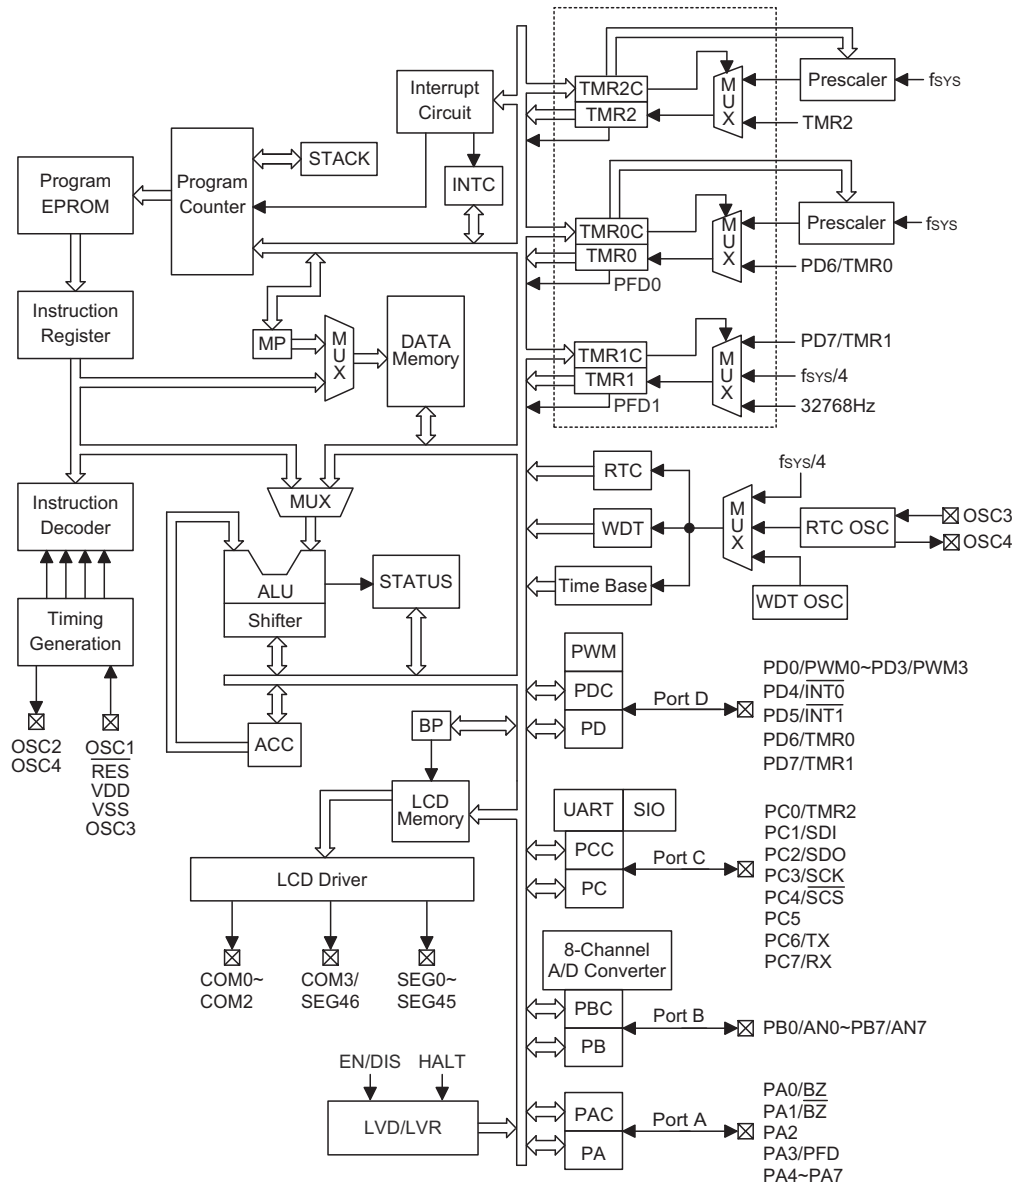 Interrupt
Circuit
TMR2C
TMR2
MUX
Prescaler
fSYS
TMR2
STACK
INTC
Program
EPROM
Program
Counter
TMR0C
TMR0
PFD0
MUX
Prescaler
fSYS
PD6/TMR0
Instruction
Register
MP
MUX
DATA
Memory
TMR1C
TMR1
PFD1
MUX
PD7/TMR1
fSYS/4
32768Hz
Instruction
Decoder
MUX
ALU
Shifter
STATUS
RTC
WDT
Time Base
MUX
fSYS/4
RTC OSC
OSC3
OSC4
WDT OSC
Timing
Generation
OSC2
OSC4
OSC1
RES
VDD
VSS
OSC3
ACC
BP
LCD
Memory
PWM
PDC
PD
Port D
PD0/PWM0~PD3/PWM3
PD4/INT0
PD5/INT1
PD6/TMR0
PD7/TMR1
LCD Driver
COM0~
COM2
COM3/
SEG46
SEG0~
SEG45
UART
SIO
PCC
PC
Port C
PC0/TMR2
PC1/SDI
PC2/SDO
PC3/SCK
PC4/SCS
PC5
PC6/TX
PC7/RX
8-Channel
A/D Converter
PBC
PB
Port B
PB0/AN0~PB7/AN7
EN/DIS
HALT
LVD/LVR
PAC
PA
Port A
PA0/BZ
PA1/BZ
PA2
PA3/PFD
PA4~PA7